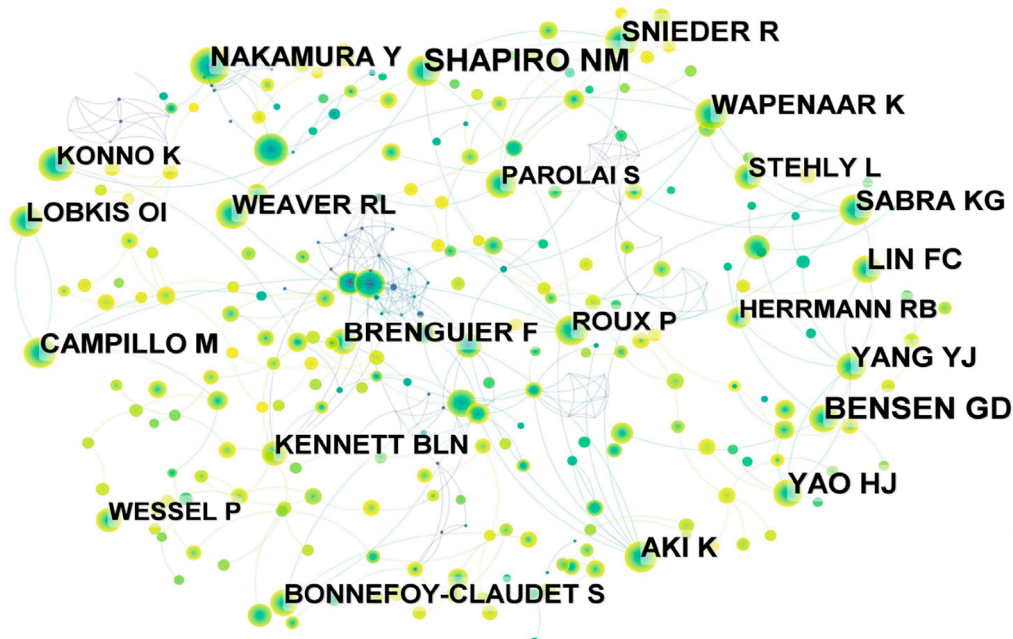 SNIEDER R
NAKAMURA Y
SHAPIRO NM
WAPENAAR K
KONNO K
PAROLAI S
STEHLY L
LOBKIS OI
WEAVER RL
SABRA KG
LIN FC
HERRMANN RB
CAMPILLO M
BRENGUIER F
ROUX P
YANG YJ
BENSEN GD
KENNETT BLN
YAO HJ
WESSEL P
AKI K
BONNEFOY-CLAUDET S